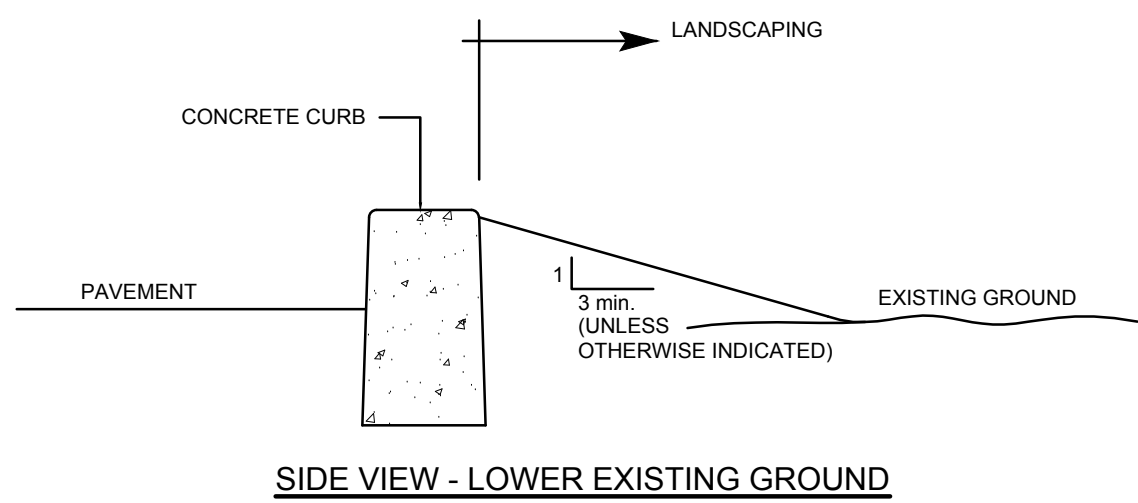 LANDSCAPING
CONCRETE CURB
PAVEMENT
1
3 min.
(UNLESS
OTHERWISE INDICATED)
EXISTING GROUND
SIDE VIEW - LOWER EXISTING GROUND